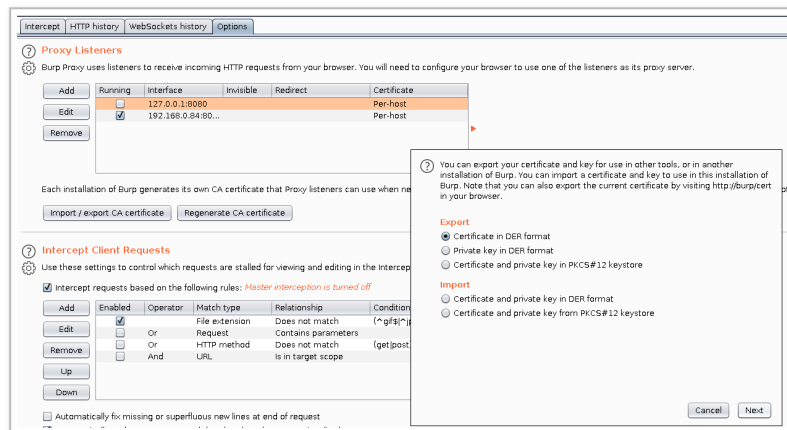 Intercept HTTP history WebSockets history Options
Proxy Listeners
Burp Proxy uses listeners to receive incoming HTTP requests from your browser. You will need to configure your browser to use one of the listeners as its proxy server.
Add Running Interface Invisible Redirect Certificate
127.0.0.1:8080 Per-host
Edit 192.168.0.84:80... Per-host
Remove
Each installation of Burp generates its own CA certificate that Proxy listeners can use when ne
Import / export CA certificate Regenerate CA certificate
Intercept Client Requests
Use these settings to control which requests are stalled for viewing and editing in the Intercep
Intercept requests based on the following rules: Master interception is turned off
Add Enabled Operator Match type Relationship Condition
File extension Does not match (^gif$|^jp
Edit Or Request Contains parameters
Or HTTP method Does not match (get|post)
Remove And URL Is in target scope
Up
Down
Automatically fix missing or superfluous new lines at end of request
You can export your certificate and key for use in other tools, or in another
installation of Burp. You can import a certificate and key to use in this installation of
Burp. Note that you can also export the current certificate by visiting http://burp/cert
in your browser.
Export
Certificate in DER format
Private key in DER format
Certificate and private key in PKCS#12 keystore
Import
Certificate and private key in DER format
Certificate and private key from PKCS#12 keystore
Cancel Next